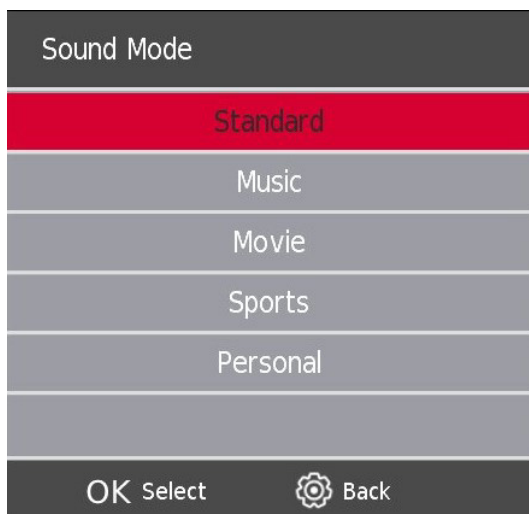 Sound Mode
Standard
Music
Movie
Sports
Personal
OK Select Back